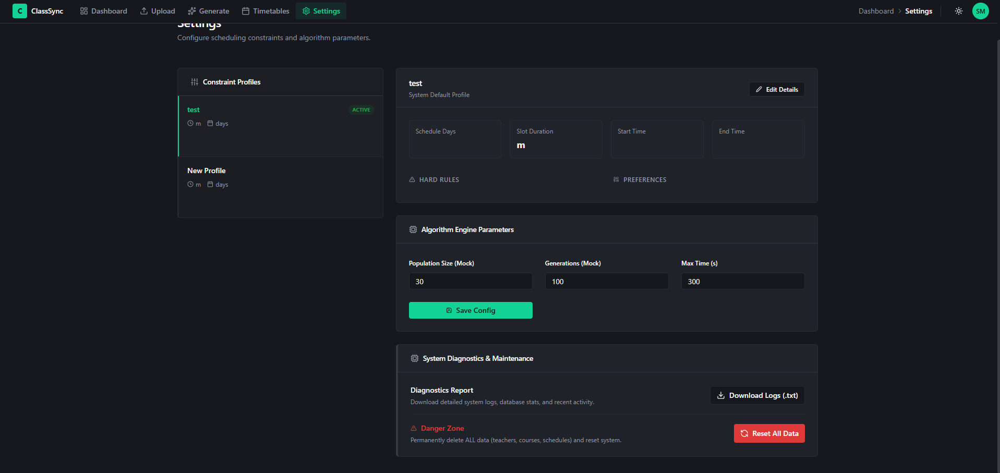 C ClassSync Dashboard Upload Generate Timetables Settings Dashboard > Settings SM
Settings
Configure scheduling constraints and algorithm parameters.
Constraint Profiles
test ACTIVE
m days
New Profile
m days
test
System Default Profile
Edit Details
Schedule Days
Slot Duration
m
Start Time
End Time
HARD RULES
PREFERENCES
Algorithm Engine Parameters
Population Size (Mock)
30
Generations (Mock)
100
Max Time (s)
300
Save Config
System Diagnostics & Maintenance
Diagnostics Report
Download detailed system logs, database stats, and recent activity.
Download Logs (.txt)
Danger Zone
Permanently delete ALL data (teachers, courses, schedules) and reset system.
Reset All Data